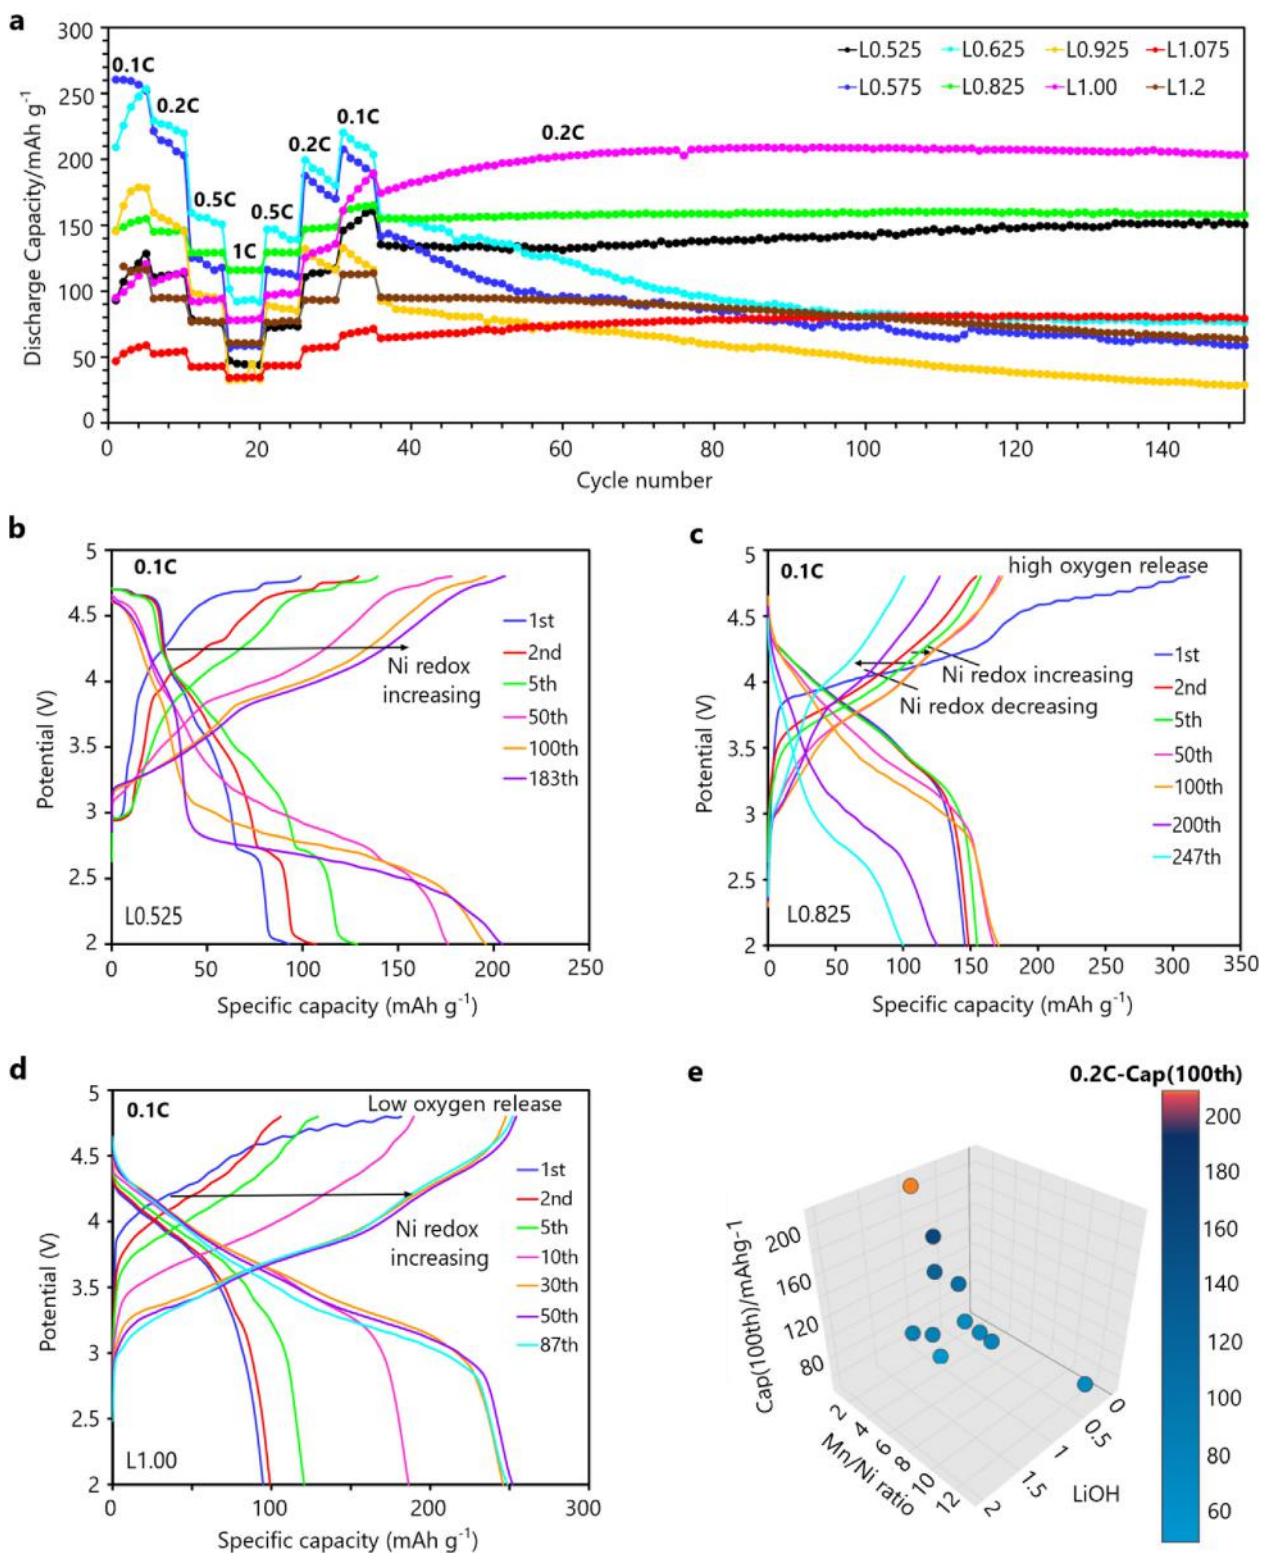 a
300
250
200
150
100
50
0
Discharge Capacity/mAh g-1
0.1C
0.2C
0.5C
1C
0.5C
0.2C
0.1C
0.2C
L0.525 L0.625 L0.925 L1.075
L0.575 L0.825 L1.00 L1.2
0 20 40 60 80 100 120 140
Cycle number
b
5
4.5
4
3.5
3
2.5
2
Potential (V)
0.1C
1st
2nd
5th
50th
100th
183th
Ni redox
increasing
L0.525
0 50 100 150 200 250
Specific capacity (mAh g-1)
c
5
4.5
4
3.5
3
2.5
2
Potential (V)
0.1C
high oxygen release
1st
2nd
5th
50th
100th
200th
247th
Ni redox increasing
Ni redox decreasing
L0.825
0 50 100 150 200 250 300 350
Specific capacity (mAh g-1)
d
5
4.5
4
3.5
3
2.5
2
Potential (V)
0.1C
Low oxygen release
1st
2nd
5th
10th
30th
50th
87th
Ni redox
increasing
L1.00
0 100 200 300
Specific capacity (mAh g-1)
e
0.2C-Cap(100th)
200
180
160
140
120
100
80
60
Cap(100th)/mAhg-1
200
160
120
80
2 4 6 8 10 12
Mn/Ni ratio
0 0.5 1 1.5 2
LiOH